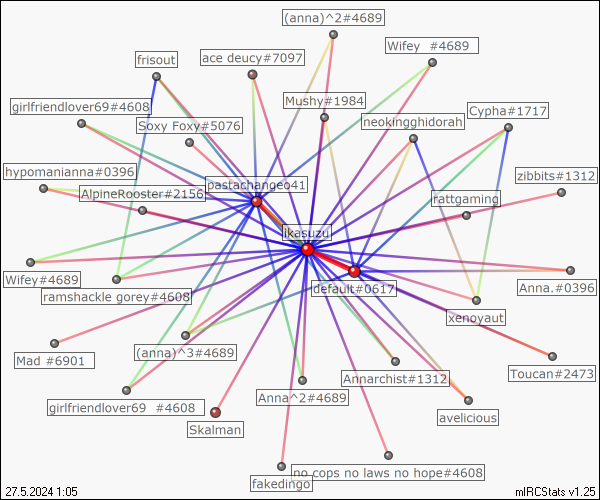 (anna)^2#4689
Wifey  #4689
frisout
ace deucy#7097
girlfriendlover69#4608
Mushy#1984
Cypha#1717
Soxy Foxy#5076
neokingghidorah
hypomanianna#0396
pastachangeo41
zibbits#1312
AlpineRooster#2156
rattgaming
ikasuzu
Wifey#4689
default#0617
Anna.#0396
ramshackle gorey#4608
xenoyaut
Mad #6901
(anna)^3#4689
Annarchist#1312
Toucan#2473
girlfriendlover69  #4608
Anna^2#4689
avelicious
Skalman
no cops no laws no hope#4608
fakedingo
27.5.2024 1:05
mIRCStats v1.25